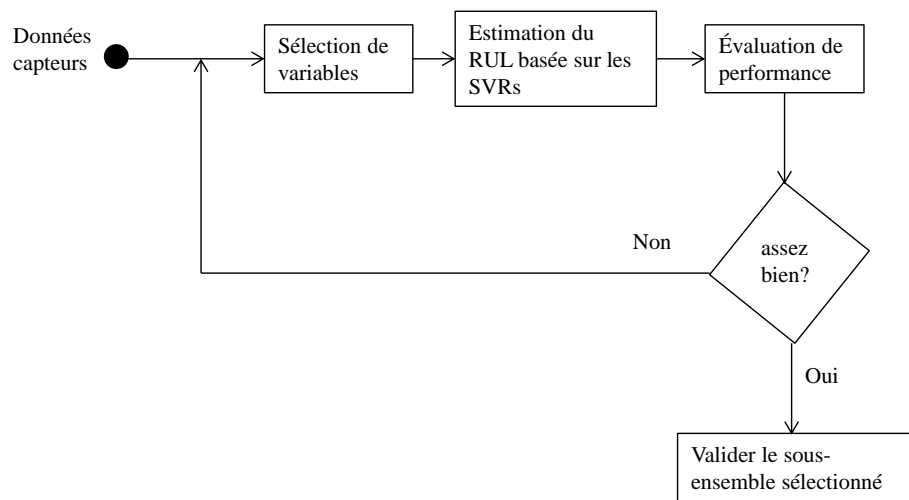 Données
capteurs
Sélection de
variables
Estimation du
RUL basée sur les
SVRs
Évaluation de
performance
assez
bien?
Non
Oui
Valider le sous-
ensemble sélectionné